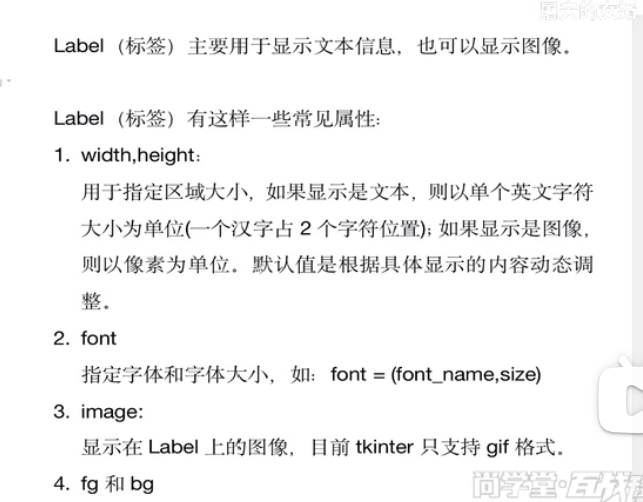 Label（标签）主要用于显示文本信息，也可以显示图像。
Label（标签）有这样一些常见属性：
1. width,height：
用于指定区域大小，如果显示是文本，则以单个英文字符
大小为单位(一个汉字占 2 个字符位置)；如果显示是图像，
则以像素为单位。默认值是根据具体显示的内容动态调
整。
2. font
指定字体和字体大小，如：font = (font_name,size)
3. image:
显示在 Label 上的图像，目前 tkinter 只支持 gif 格式。
4. fg 和 bg
尚学堂·百战